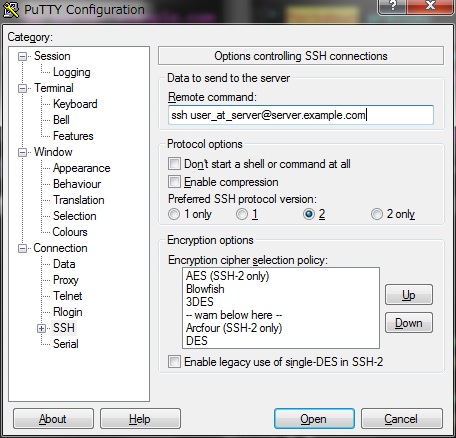 PuTTY Configuration
Category:
Session
Logging
Terminal
Keyboard
Bell
Features
Window
Appearance
Behaviour
Translation
Selection
Colours
Connection
Data
Proxy
Telnet
Rlogin
SSH
Serial
Options controlling SSH connections
Data to send to the server
Remote command:
ssh user_at_server@server.example.com
Protocol options
Don't start a shell or command at all
Enable compression
Preferred SSH protocol version:
1 only 1 2 2 only
Encryption options
Encryption cipher selection policy:
AES (SSH-2 only)
Blowfish
3DES
-- warn below here --
Arcfour (SSH-2 only)
DES
Up
Down
Enable legacy use of single-DES in SSH-2
About Help Open Cancel